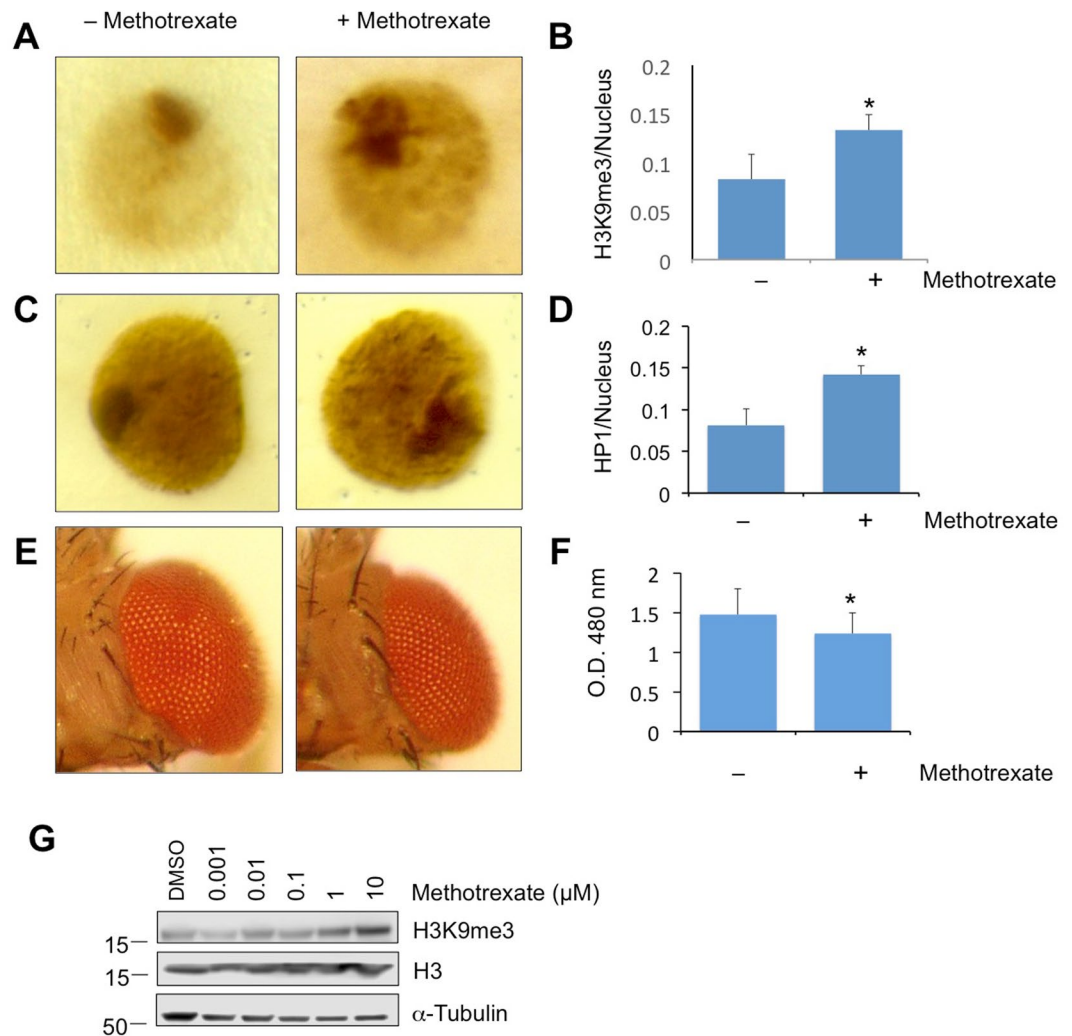 – Methotrexate
+ Methotrexate
A
B
H3K9me3/Nucleus
0.2
0.15
0.1
0.05
0
*
–
+
Methotrexate
C
D
HP1/Nucleus
0.2
0.15
0.1
0.05
0
*
–
+
Methotrexate
E
F
O.D. 480 nm
2
1.5
1
0.5
0
*
–
+
Methotrexate
G
DMSO
0.001
0.01
0.1
1
10
Methotrexate (µM)
15
H3K9me3
15
H3
50
α-Tubulin